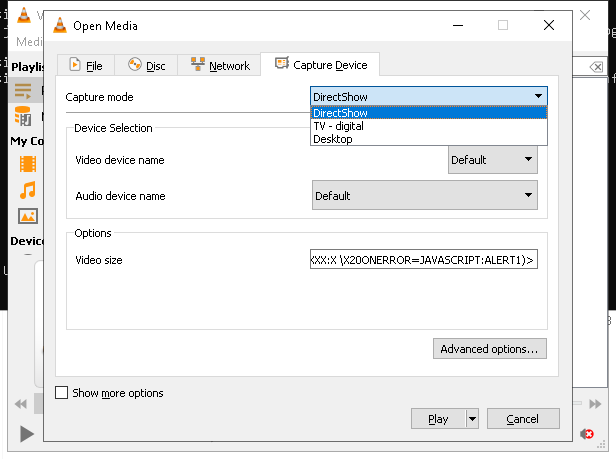 Open Media
Medi
File
Disc
Network
Capture Device
Playlis
Capture mode
DirectShow
DirectShow
TV - digital
Desktop
Device Selection
Video device name
Default
Audio device name
Default
My Co
Device
Options
Video size
XX:X \X20ONERROR=JAVASCRIPT:ALERT1)>
Advanced options...
Show more options
Play
Cancel